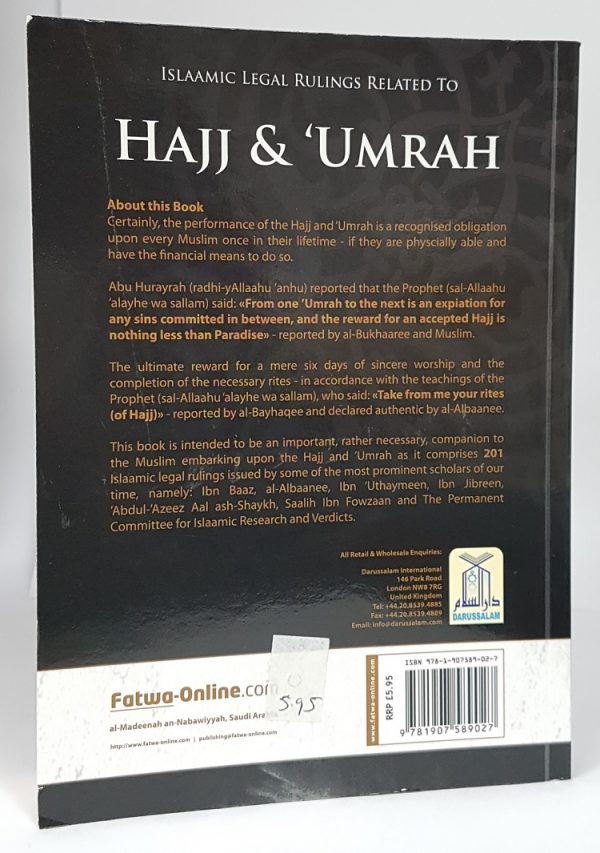 ISLAAMIC LEGAL RULINGS RELATED TO
HAJJ & ‘UMRAH
About this Book
Certainly, the performance of the Hajj and ‘Umrah is a recognised obligation
upon every Muslim once in their lifetime - if they are physcially able and
have the financial means to do so.
Abu Hurayrah (radhi-yAllaahu ‘anhu) reported that the Prophet (sal-Allaahu
‘alayhe wa sallam) said: «From one ‘Umrah to the next is an expiation for
any sins committed in between, and the reward for an accepted Hajj is
nothing less than Paradise» - reported by al-Bukhaaree and Muslim.
The ultimate reward for a mere six days of sincere worship and the
completion of the necessary rites - in accordance with the teachings of the
Prophet (sal-Allaahu ‘alayhe wa sallam), who said: «Take from me your rites
(of Hajj)» - reported by al-Bayhaqee and declared authentic by al-Albaanee.
This book is intended to be an important, rather necessary, companion to
the Muslim embarking upon the Hajj and ‘Umrah as it comprises 201
Islaamic legal rulings issued by some of the most prominent scholars of our
time, namely: Ibn Baaz, al-Albaanee, Ibn ‘Uthaymeen, Ibn Jibreen,
‘Abdul-‘Azeez Aal ash-Shaykh, Saalih Ibn Fowzaan and The Permanent
Committee for Islaamic Research and Verdicts.
All Retail & Wholesale Enquiries:
Darussalam International
146 Park Road
London NW8 7RG
United Kingdom
Tel: +44.20.8539.4885
Fax: +44.20.8539.4889
Email: info@darussalam.com
دار السلام
DARUSSALAM
Fatwa-Online.com
5.95
al-Madeenah an-Nabawiyyah, Saudi
http://www.fatwa-online.com | publishing@fatwa-online.com
www.fatwa-online.com
RRP £5.95
ISBN 978-1-907589-02-7
9 781907 589027